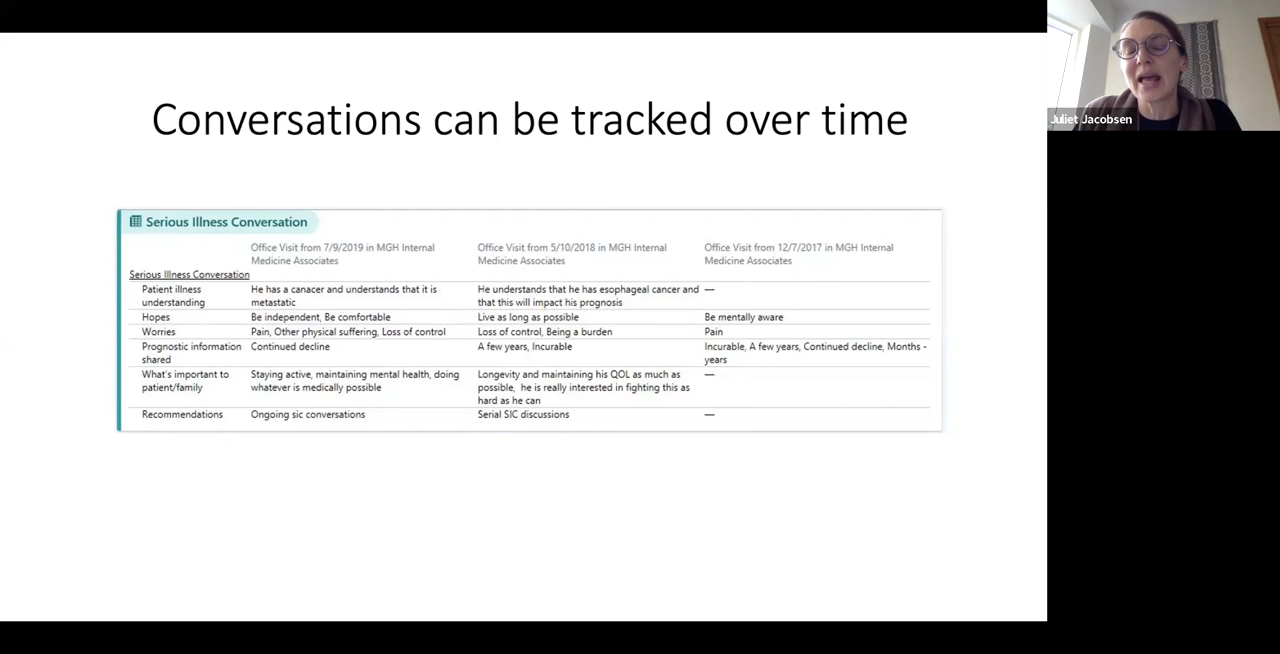 Conversations can be tracked over time
Juliet Jacobsen
Serious Illness Conversation
Office Visit from 7/9/2019 in MGH Internal Medicine Associates
Office Visit from 5/10/2018 in MGH Internal Medicine Associates
Office Visit from 12/7/2017 in MGH Internal Medicine Associates
Serious Illness Conversation
Patient illness understanding
He has a canacer and understands that it is metastatic
He understands that he has esophageal cancer and that this will impact his prognosis
—
Hopes
Be independent, Be comfortable
Live as long as possible
Be mentally aware
Worries
Pain, Other physical suffering, Loss of control
Loss of control, Being a burden
Pain
Prognostic information shared
Continued decline
A few years, Incurable
Incurable, A few years, Continued decline, Months - years
What's important to patient/family
Staying active, maintaining mental health, doing whatever is medically possible
Longevity and maintaining his QOL as much as possible, he is really interested in fighting this as hard as he can
—
Recommendations
Ongoing sic conversations
Serial SIC discussions
—